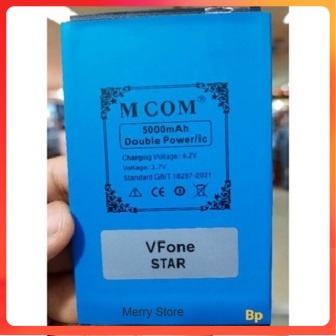 M COM®
5000mAh
Double Power/Ic
Charging Voltage: 4.2V
Voltage: 3.7V
Standard GB/T 18287-2021
CE
VFone
STAR
Merry Store
Bp